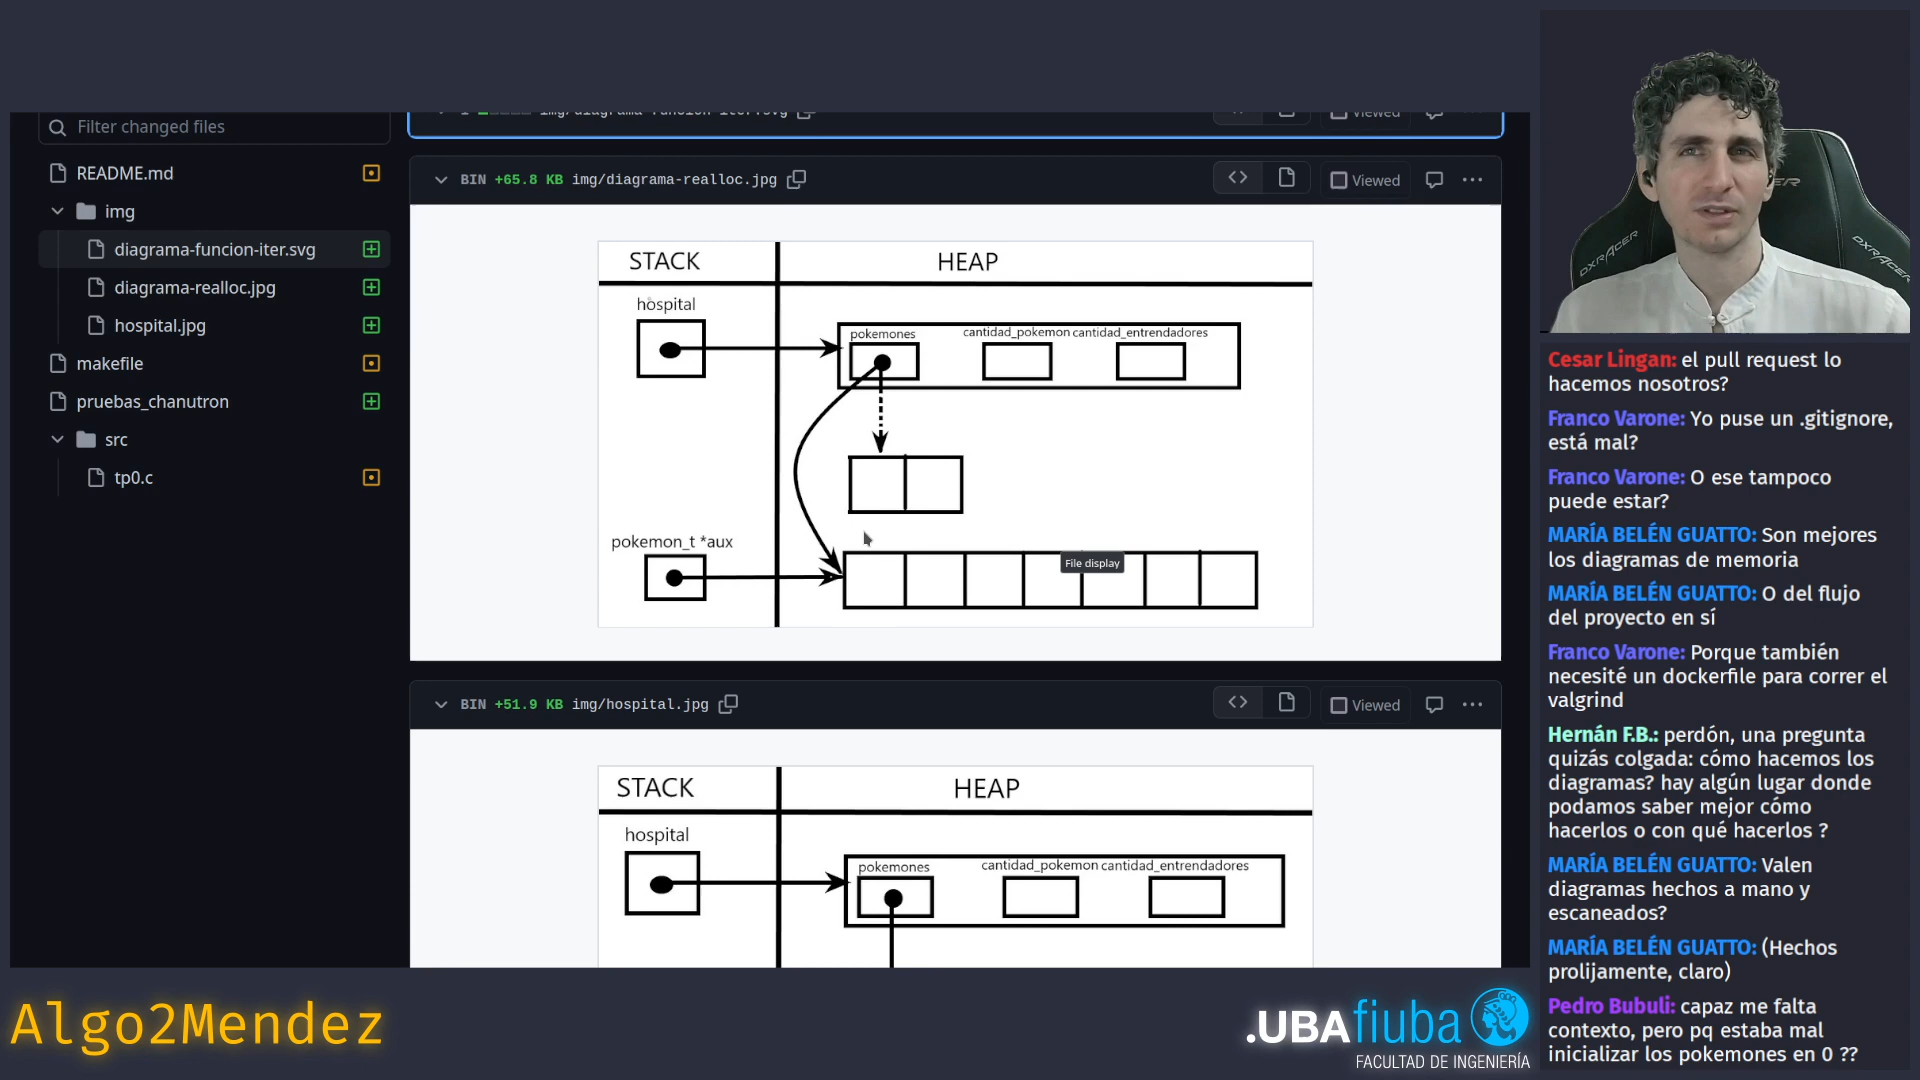 img/diagrama-funcion-iter.svg
Viewed
Filter changed files
README.md
img
diagrama-funcion-iter.svg
diagrama-realloc.jpg
hospital.jpg
makefile
pruebas_chanutron
src
tp0.c
BIN +65.8 KB img/diagrama-realloc.jpg
Viewed
STACK
HEAP
hospital
pokemones
cantidad_pokemon
cantidad_entrendadores
pokemon_t *aux
File display
BIN +51.9 KB img/hospital.jpg
Viewed
STACK
HEAP
hospital
pokemones
cantidad_pokemon
cantidad_entrendadores
DXRACER
DXRACER
Cesar Lingan: el pull request lo
hacemos nosotros?
Franco Varone: Yo puse un .gitignore,
está mal?
Franco Varone: O ese tampoco
puede estar?
MARÍA BELÉN GUATTO: Son mejores
los diagramas de memoria
MARÍA BELÉN GUATTO: O del flujo
del proyecto en sí
Franco Varone: Porque también
necesité un dockerfile para correr el
valgrind
Hernán F.B.: perdón, una pregunta
quizás colgada: cómo hacemos los
diagramas? hay algún lugar donde
podamos saber mejor cómo
hacerlos o con qué hacerlos ?
MARÍA BELÉN GUATTO: Valen
diagramas hechos a mano y
escaneados?
MARÍA BELÉN GUATTO: (Hechos
prolijamente, claro)
Pedro Bubuli: capaz me falta
contexto, pero pq estaba mal
inicializar los pokemones en 0 ??
Algo2Mendez
.UBAfiuba
FACULTAD DE INGENIERÍA